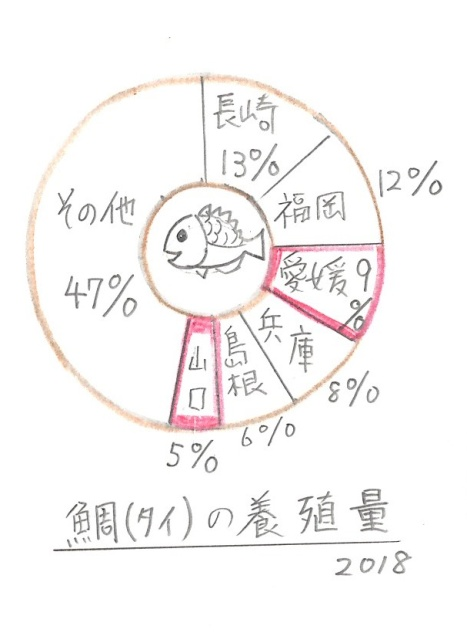 長崎
13%
福岡
12%
愛媛 9
%
兵庫
8%
島根
6%
山口
5%
その他
47%
鯛(タイ)の養殖量
2018